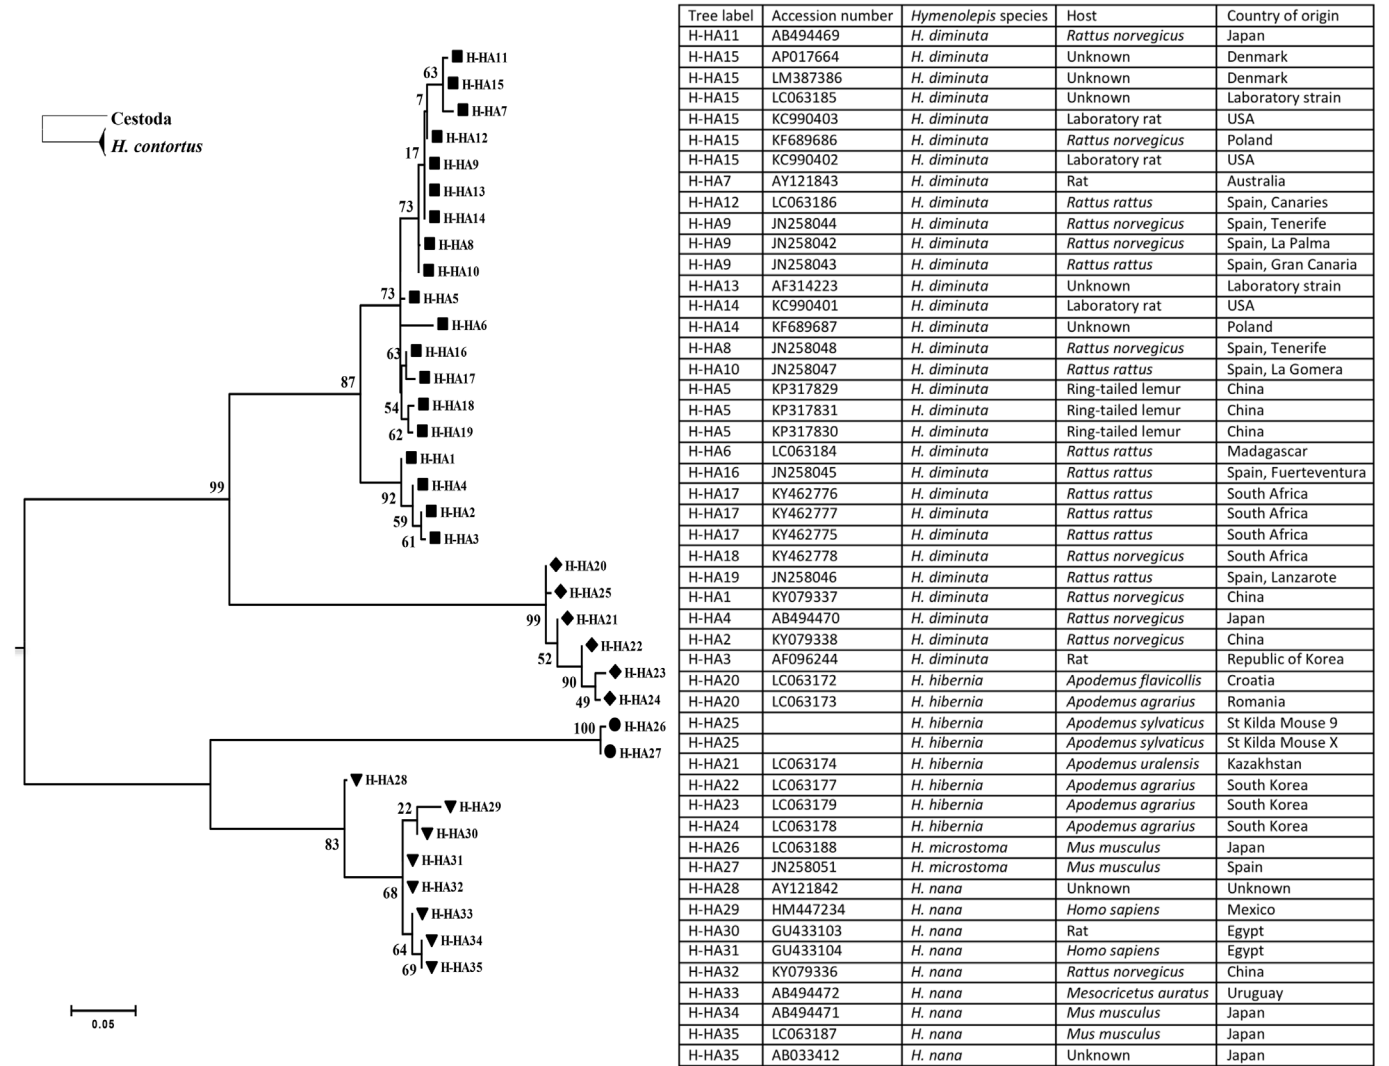 Cestoda
H. contortus
63
H-HA11
H-HA15
7
H-HA7
H-HA12
17
H-HA9
H-HA13
73
H-HA14
H-HA8
H-HA10
73
H-HA5
H-HA6
63
H-HA16
87
H-HA17
54
H-HA18
62
H-HA19
H-HA1
99
92
H-HA4
59
H-HA2
61
H-HA3
H-HA20
H-HA25
99
H-HA21
H-HA22
52
H-HA23
90
49
H-HA24
100
H-HA26
H-HA27
H-HA28
22
H-HA29
H-HA30
83
H-HA31
68
H-HA32
H-HA33
64
H-HA34
69
H-HA35
0.05
Tree label Accession number Hymenolepis species Host Country of origin
H-HA11 AB494469 H. diminuta Rattus norvegicus Japan
H-HA15 AP017664 H. diminuta Unknown Denmark
H-HA15 LM387386 H. diminuta Unknown Denmark
H-HA15 LC063185 H. diminuta Unknown Laboratory strain
H-HA15 KC990403 H. diminuta Laboratory rat USA
H-HA15 KF689686 H. diminuta Rattus norvegicus Poland
H-HA15 KC990402 H. diminuta Laboratory rat USA
H-HA7 AY121843 H. diminuta Rat Australia
H-HA12 LC063186 H. diminuta Rattus rattus Spain, Canaries
H-HA9 JN258044 H. diminuta Rattus norvegicus Spain, Tenerife
H-HA9 JN258042 H. diminuta Rattus norvegicus Spain, La Palma
H-HA9 JN258043 H. diminuta Rattus rattus Spain, Gran Canaria
H-HA13 AF314223 H. diminuta Unknown Laboratory strain
H-HA14 KC990401 H. diminuta Laboratory rat USA
H-HA14 KF689687 H. diminuta Unknown Poland
H-HA8 JN258048 H. diminuta Rattus norvegicus Spain, Tenerife
H-HA10 JN258047 H. diminuta Rattus rattus Spain, La Gomera
H-HA5 KP317829 H. diminuta Ring-tailed lemur China
H-HA5 KP317831 H. diminuta Ring-tailed lemur China
H-HA5 KP317830 H. diminuta Ring-tailed lemur China
H-HA6 LC063184 H. diminuta Rattus rattus Madagascar
H-HA16 JN258045 H. diminuta Rattus rattus Spain, Fuerteventura
H-HA17 KY462776 H. diminuta Rattus rattus South Africa
H-HA17 KY462777 H. diminuta Rattus rattus South Africa
H-HA17 KY462775 H. diminuta Rattus rattus South Africa
H-HA18 KY462778 H. diminuta Rattus norvegicus South Africa
H-HA19 JN258046 H. diminuta Rattus rattus Spain, Lanzarote
H-HA1 KY079337 H. diminuta Rattus norvegicus China
H-HA4 AB494470 H. diminuta Rattus norvegicus Japan
H-HA2 KY079338 H. diminuta Rattus norvegicus China
H-HA3 AF096244 H. diminuta Rat Republic of Korea
H-HA20 LC063172 H. hibernia Apodemus flavicollis Croatia
H-HA20 LC063173 H. hibernia Apodemus agrarius Romania
H-HA25 H. hibernia Apodemus sylvaticus St Kilda Mouse 9
H-HA25 H. hibernia Apodemus sylvaticus St Kilda Mouse X
H-HA21 LC063174 H. hibernia Apodemus uralensis Kazakhstan
H-HA22 LC063177 H. hibernia Apodemus agrarius South Korea
H-HA23 LC063179 H. hibernia Apodemus agrarius South Korea
H-HA24 LC063178 H. hibernia Apodemus agrarius South Korea
H-HA26 LC063188 H. microstoma Mus musculus Japan
H-HA27 JN258051 H. microstoma Mus musculus Spain
H-HA28 AY121842 H. nana Unknown Unknown
H-HA29 HM447234 H. nana Homo sapiens Mexico
H-HA30 GU433103 H. nana Rat Egypt
H-HA31 GU433104 H. nana Homo sapiens Egypt
H-HA32 KY079336 H. nana Rattus norvegicus China
H-HA33 AB494472 H. nana Mesocricetus auratus Uruguay
H-HA34 AB494471 H. nana Mus musculus Japan
H-HA35 LC063187 H. nana Mus musculus Japan
H-HA35 AB033412 H. nana Unknown Japan